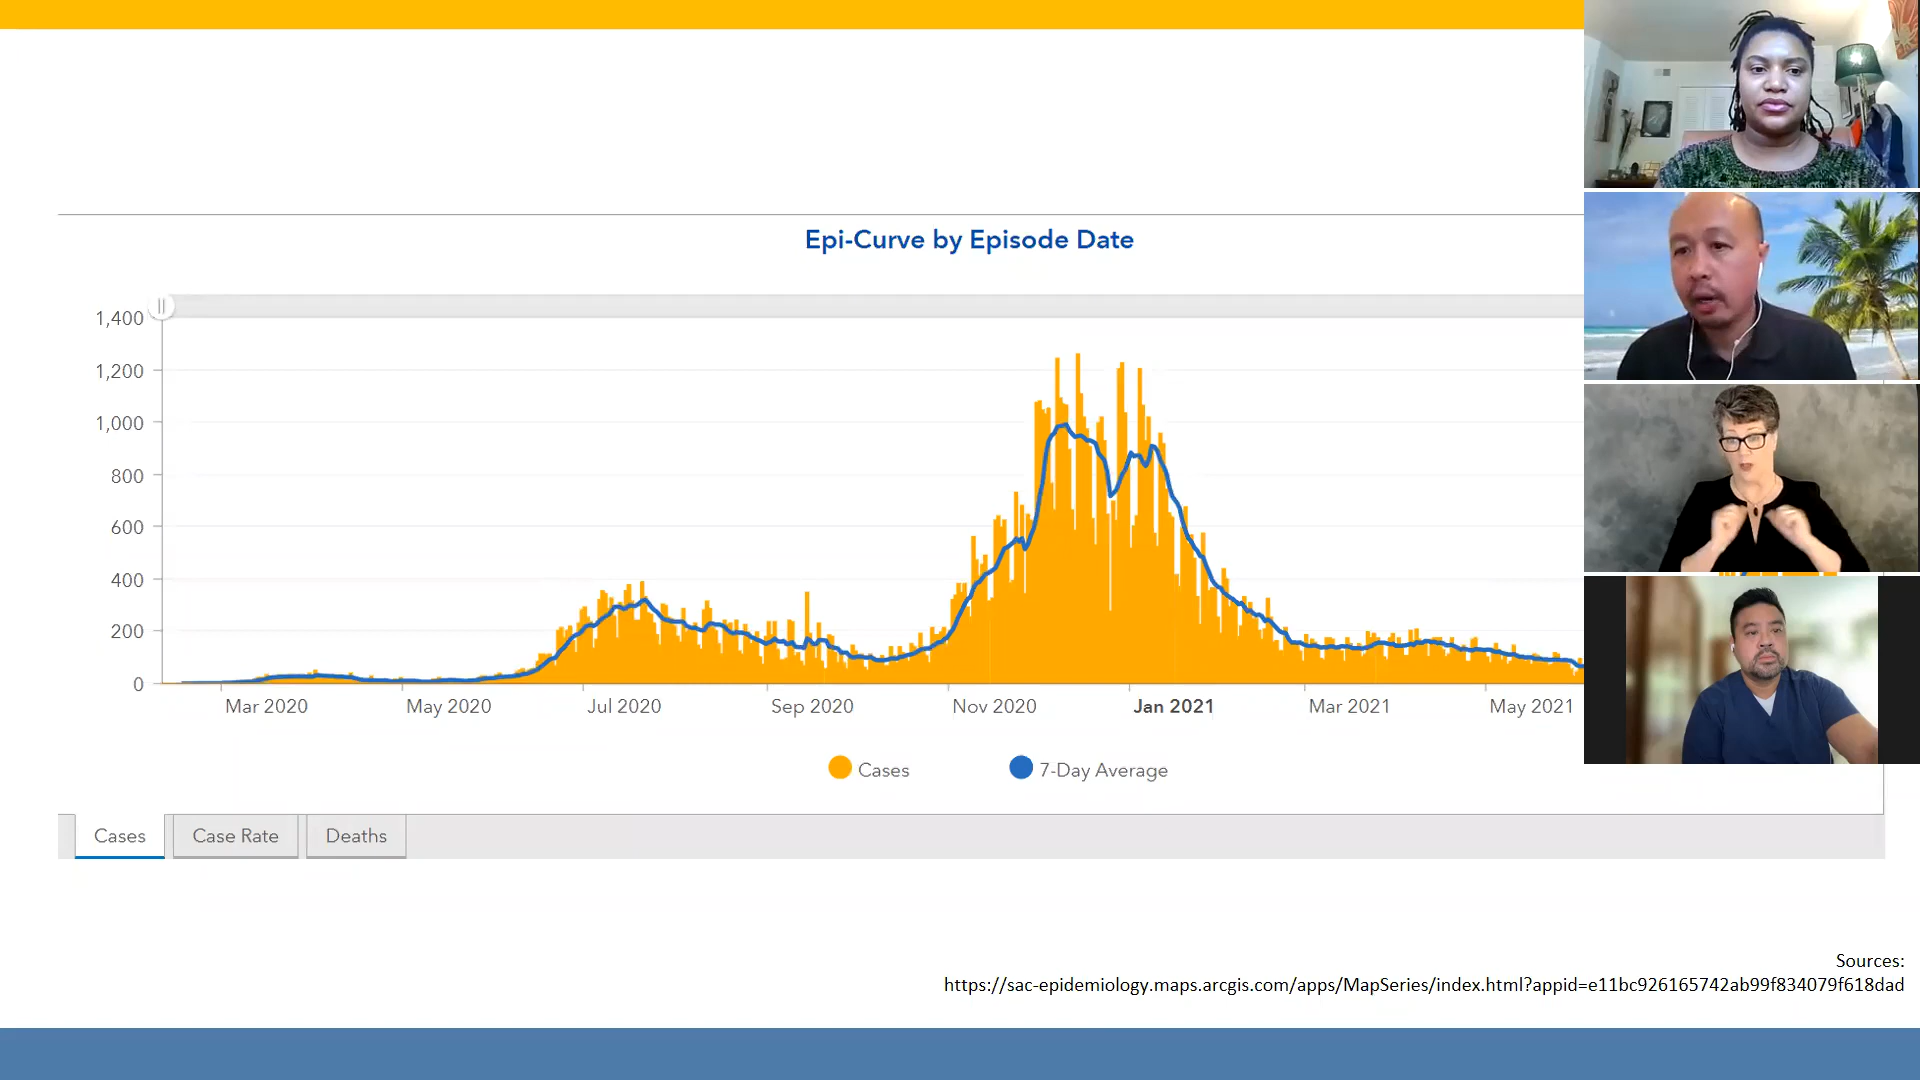 Epi-Curve by Episode Date
1,400
1,200
1,000
800
600
400
200
0
Mar 2020 May 2020 Jul 2020 Sep 2020 Nov 2020 Jan 2021 Mar 2021 May 2021
Cases 7-Day Average
Cases Case Rate Deaths
Sources:
https://sac-epidemiology.maps.arcgis.com/apps/MapSeries/index.html?appid=e11bc926165742ab99f834079f618dad